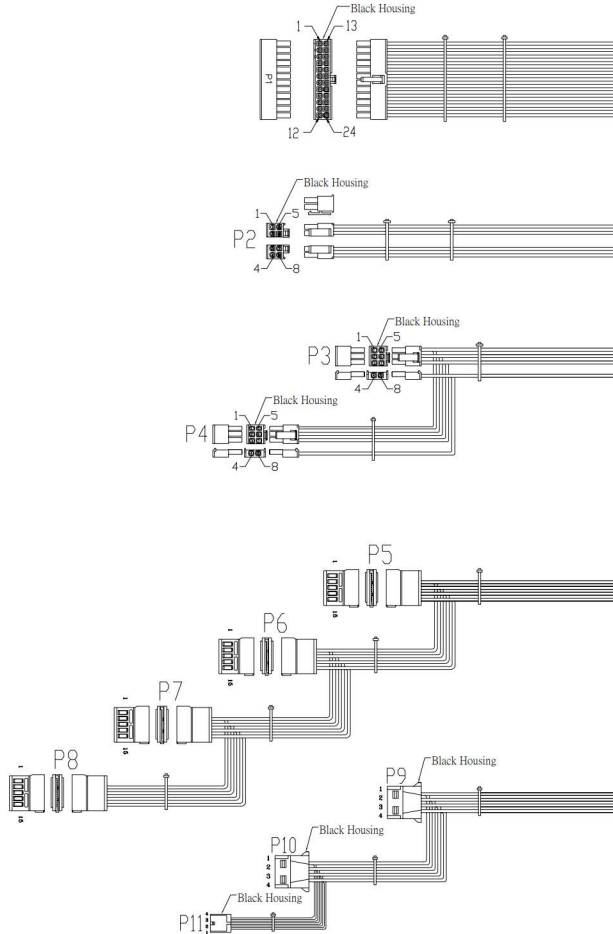 Black Housing
1 13
P1
12 24
Black Housing
1 5
P2
4 8
Black Housing
1 5
P3
4 8
Black Housing
1 5
P4
4 8
P5
1
15
P6
1
15
P7
1
15
P8
1
15
Black Housing
P9
1
2
3
4
Black Housing
P10
1
2
3
4
Black Housing
P11